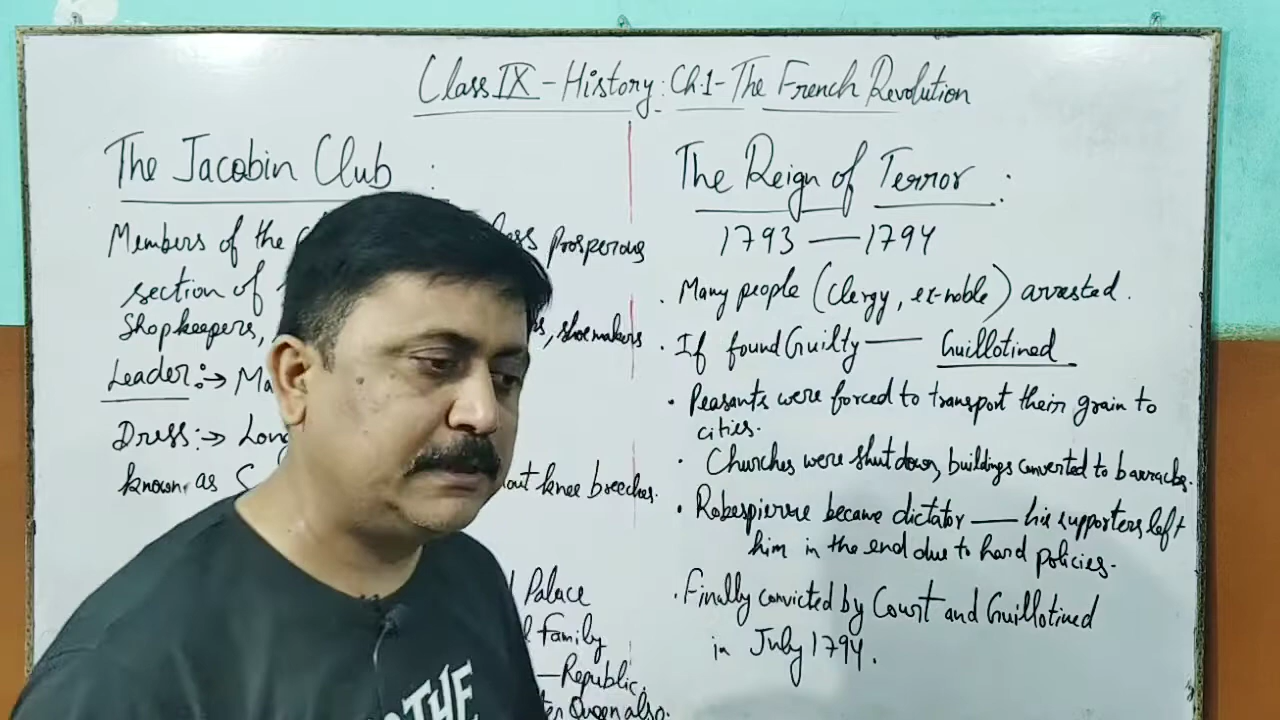 Class IX - History: Ch.1 - The French Revolution
The Jacobin Club :
Members of the less prosperous
section of
Shopkeepers, shoemakers
Leader :→
Dress :→ Long
known as knee breeches.
Palace
Family
— Republic.
Queen also.
The Reign of Terror :
1793 — 1794
. Many people (Clergy, ex-noble) arrested.
. If found Guilty — Guillotined
. Peasants were forced to transport their grain to
cities.
. Churches were shut down, buildings converted to barracks.
. Robespierre became dictator — his supporters left
him in the end due to hard policies.
. Finally convicted by Court and Guillotined
in July 1794.
THE